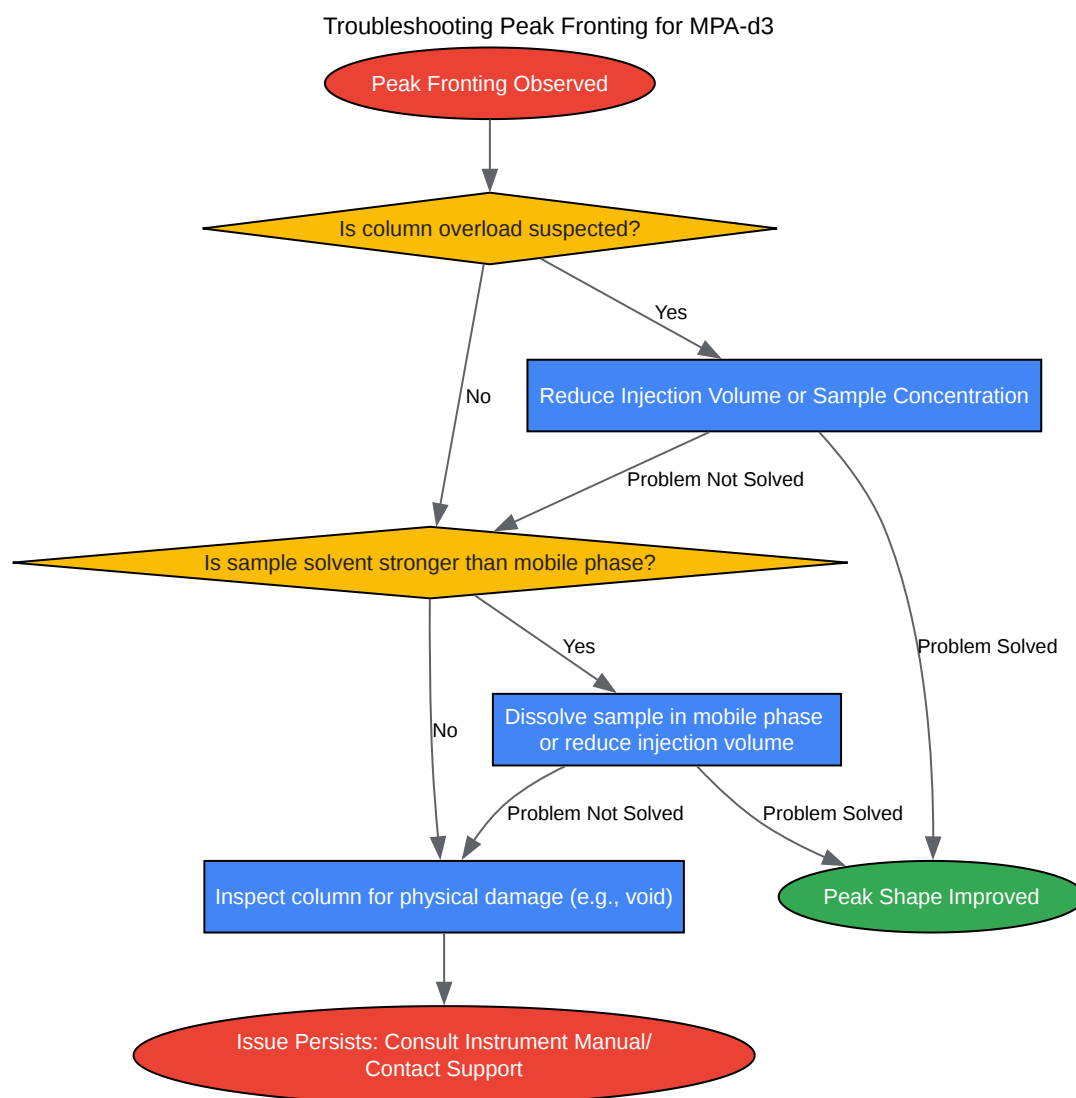 Troubleshooting Peak Fronting for MPA-d3
Peak Fronting Observed
Is column overload suspected?
Yes
Reduce Injection Volume or Sample Concentration
No
Problem Not Solved
Is sample solvent stronger than mobile phase?
Yes
Problem Solved
Dissolve sample in mobile phase
or reduce injection volume
No
Problem Not Solved
Problem Solved
Inspect column for physical damage (e.g., void)
Peak Shape Improved
Issue Persists: Consult Instrument Manual/
Contact Support